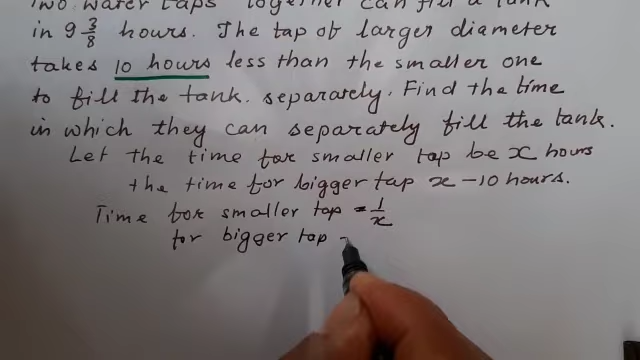 Two water taps together can fill a tank
in 9 3/8 hours. The tap of larger diameter
takes 10 hours less than the smaller one
to fill the tank. separately. Find the time
in which they can separately fill the tank.
Let the time for smaller tap be x hours
the time for bigger tap x - 10 hours.
Time for smaller tap = 1/x
for bigger tap -